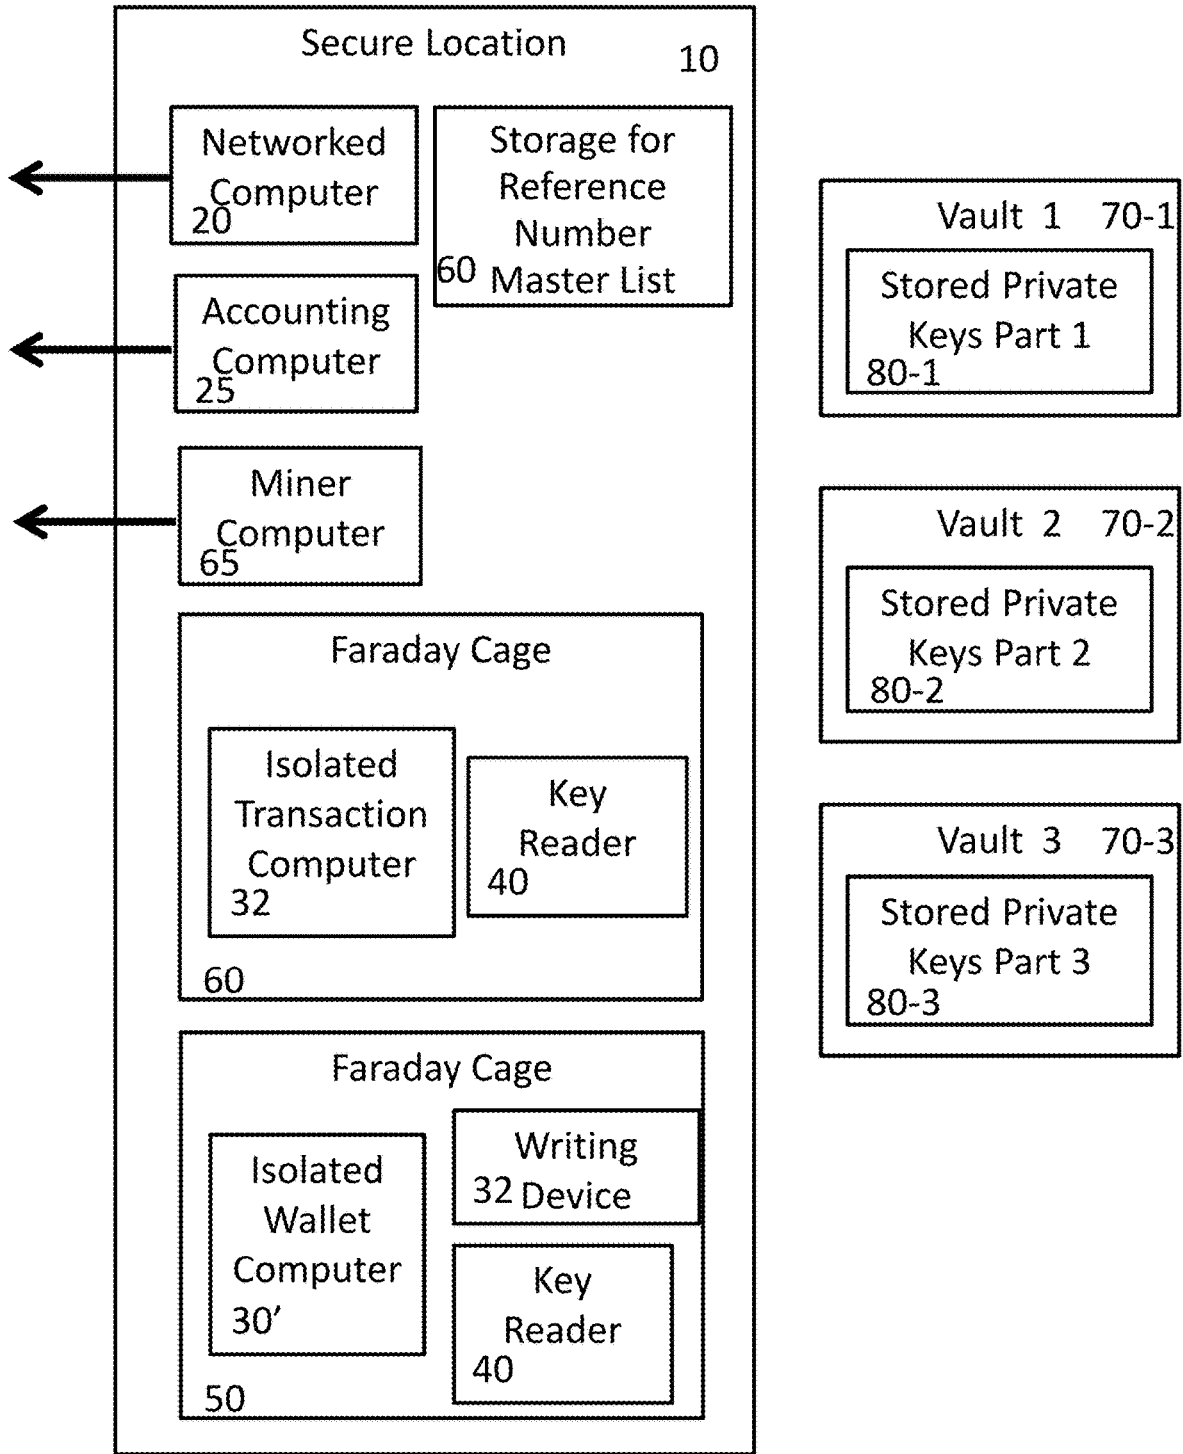 Secure Location
10
Networked
Computer
20
Storage for
Reference
Number
Master List
60
Accounting
Computer
25
Miner
Computer
65
Faraday Cage
Isolated
Transaction
Computer
32
Key
Reader
40
60
Faraday Cage
Isolated
Wallet
Computer
30′
Writing
32 Device
Key
Reader
40
50
Vault 1 70-1
Stored Private
Keys Part 1
80-1
Vault 2 70-2
Stored Private
Keys Part 2
80-2
Vault 3 70-3
Stored Private
Keys Part 3
80-3